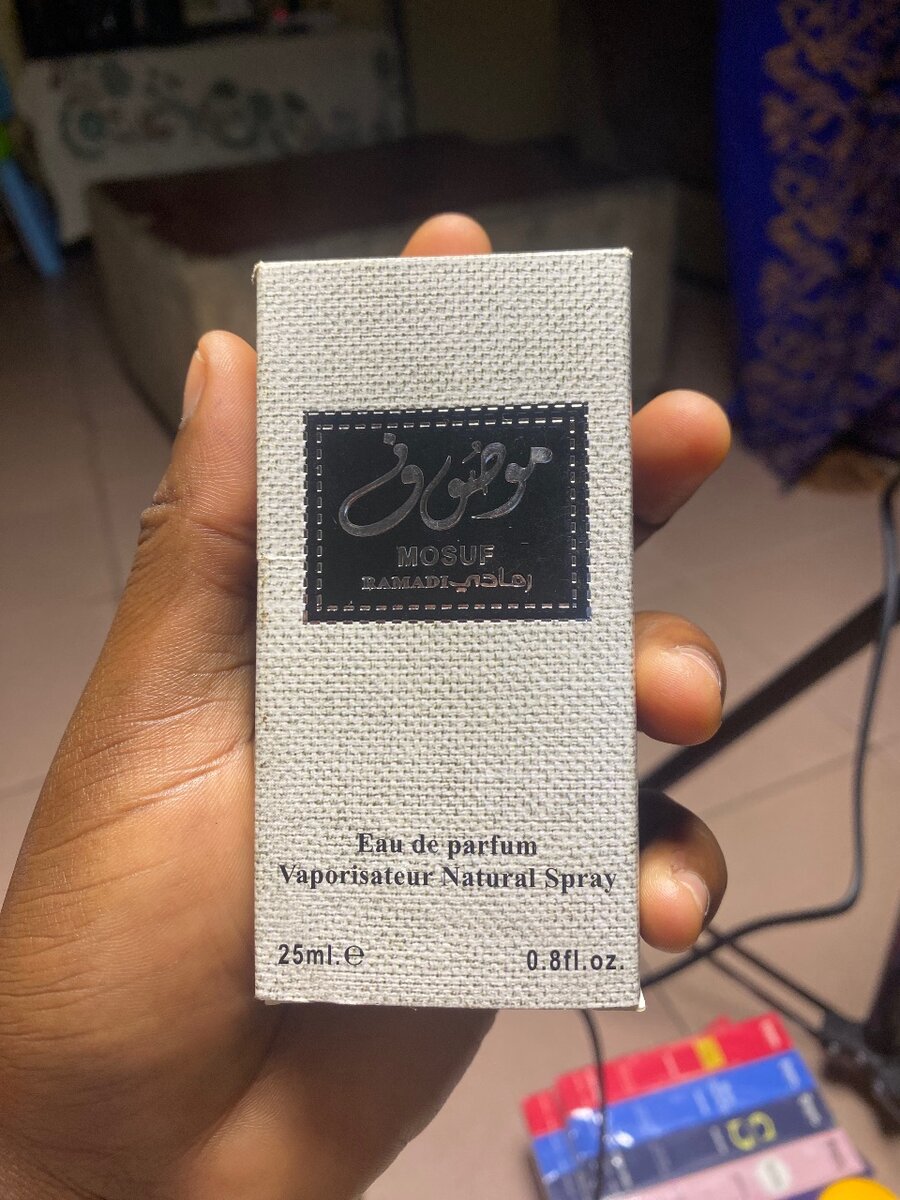 موصوف
MOSUF
RAMADI رمادي
Eau de parfum
Vaporisateur Natural Spray
25ml.℮ 0.8fl.oz.